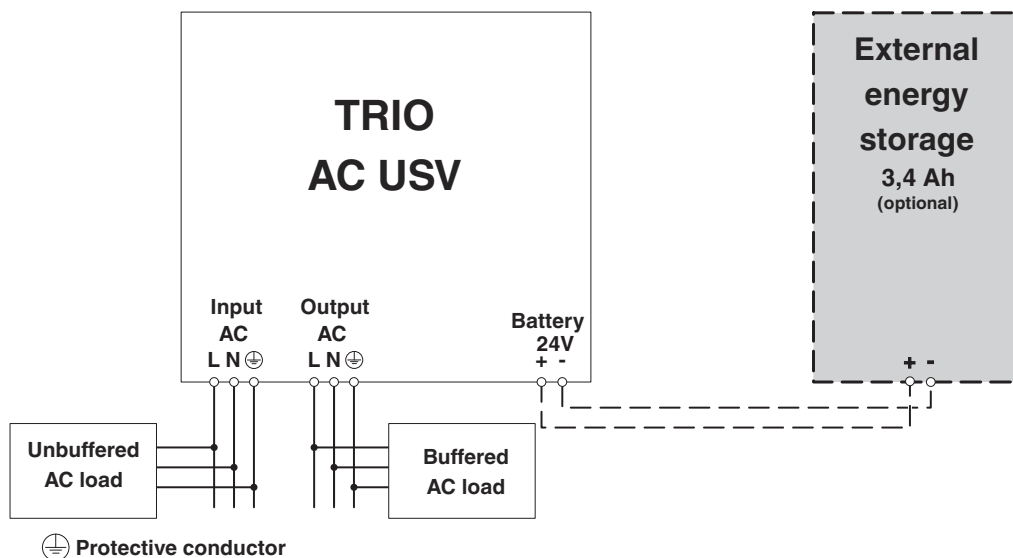 TRIO
AC USV
External
energy
storage
3,4 Ah
(optional)
Input
AC
L N
Output
AC
L N
Battery
24V
+ -
+ -
Unbuffered
AC load
Buffered
AC load
Protective conductor